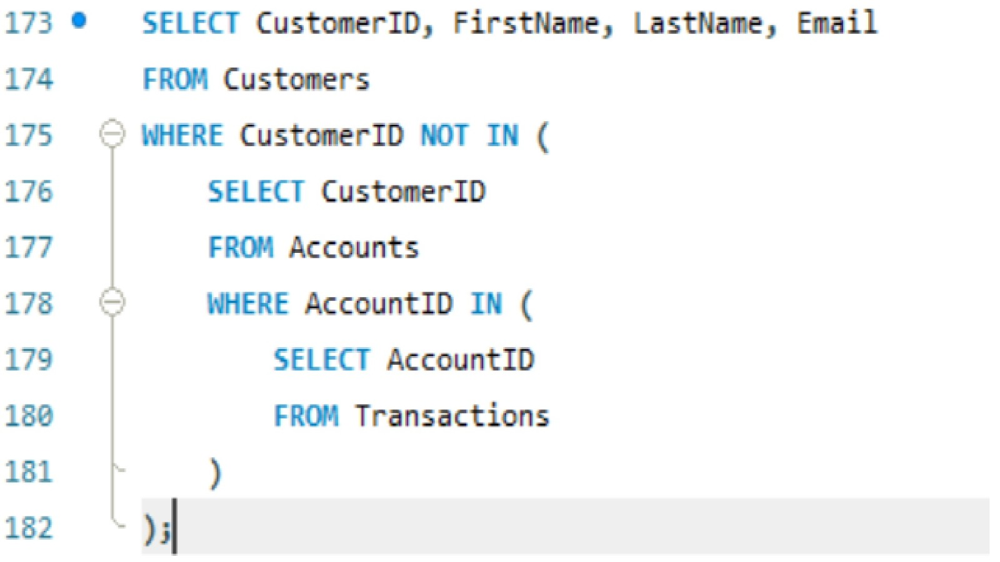 173 SELECT CustomerID, FirstName, LastName, Email
174 FROM Customers
175 WHERE CustomerID NOT IN (
176 SELECT CustomerID
177 FROM Accounts
178 WHERE AccountID IN (
179 SELECT AccountID
180 FROM Transactions
181 )
182 );